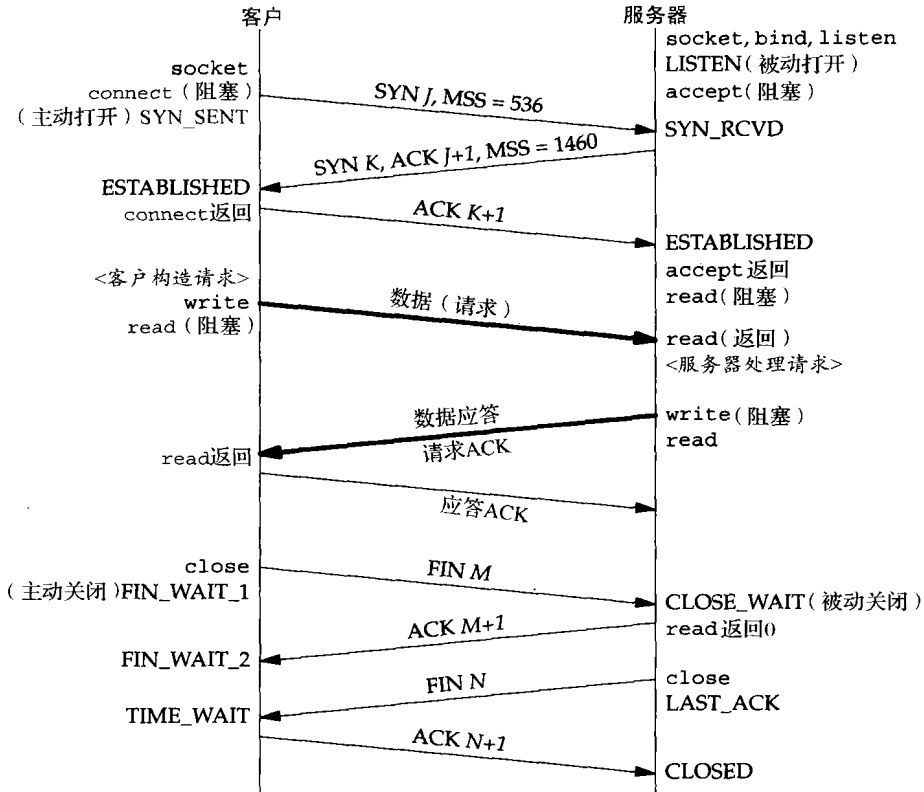 客户
服务器
socket, bind, listen
socket
LISTEN(被动打开)
connect(阻塞)
SYN J, MSS = 536
accept(阻塞)
(主动打开)SYN_SENT
SYN_RCVD
SYN K, ACK J+1, MSS = 1460
ESTABLISHED
connect返回
ACK K+1
ESTABLISHED
accept返回
<客户构造请求>
read(阻塞)
write
数据(请求)
read(阻塞)
read(返回)
<服务器处理请求>
数据应答
write(阻塞)
read
请求ACK
read返回
应答ACK
close
FIN M
(主动关闭)FIN_WAIT_1
CLOSE_WAIT(被动关闭)
ACK M+1
read返回0
FIN_WAIT_2
close
FIN N
LAST_ACK
TIME_WAIT
ACK N+1
CLOSED